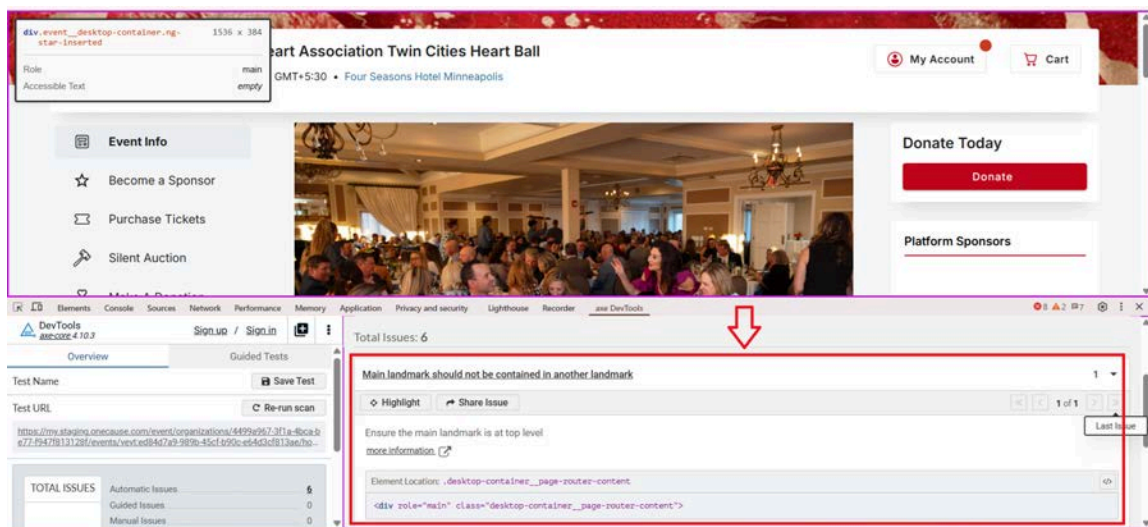 div.event__desktop-container.ng-star-inserted 1536 x 384
Role main
Accessible Text empty
eart Association Twin Cities Heart Ball
GMT+5:30 • Four Seasons Hotel Minneapolis
My Account
Cart
Event Info
Become a Sponsor
Purchase Tickets
Silent Auction
Make A Donation
Donate Today
Donate
Platform Sponsors
Elements Console Sources Network Performance Memory Application Privacy and security Lighthouse Recorder axe DevTools 8 2 7
DevTools
axe-core 4.10.3
Sign up / Sign in
Overview Guided Tests
Test Name Save Test
Test URL Re-run scan
https://my.staging.onecause.com/event/organizations/4499a967-3f1a-4bca-b
e77-f947f813128f/events/vevt:ed84d7a9-989b-45cf-b90c-e64d3cf813ae/ho...
TOTAL ISSUES
Automatic Issues 6
Guided Issues 0
Manual Issues 0
Total Issues: 6
Main landmark should not be contained in another landmark 1
Highlight Share Issue 1 of 1
Last Issue
Ensure the main landmark is at top level
more information
Element Location: .desktop-container__page-router-content
<div role="main" class="desktop-container__page-router-content">